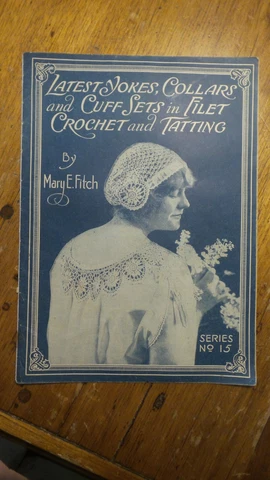 LATEST YOKES, COLLARS
and CUFF SETS in FILET
CROCHET and TATTING
By
Mary E. Fitch
SERIES
No 15